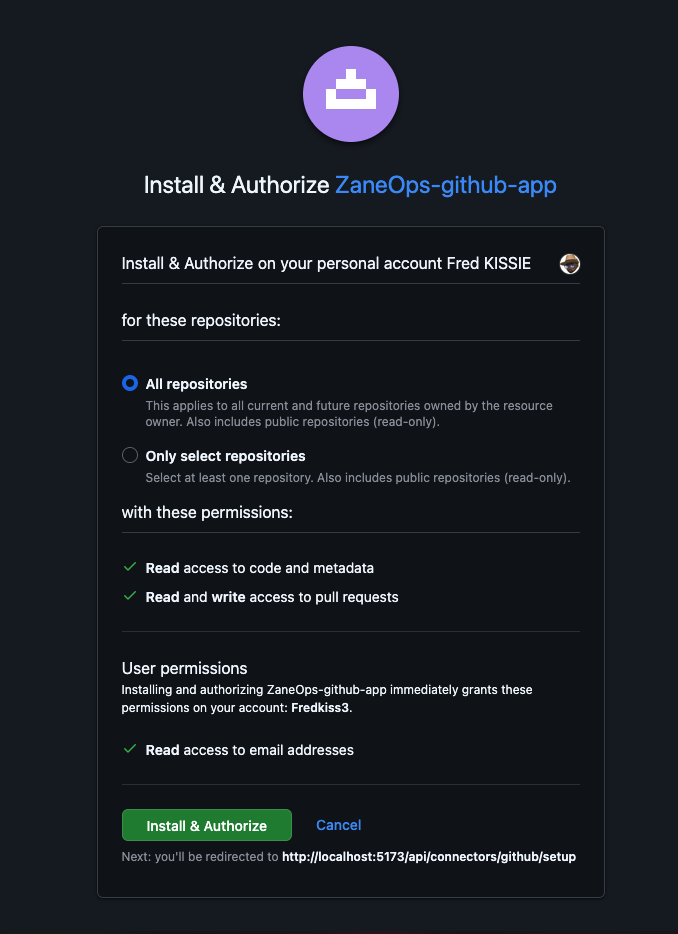 Install & Authorize ZaneOps-github-app
Install & Authorize on your personal account Fred KISSIE
for these repositories:
All repositories
This applies to all current and future repositories owned by the resource
owner. Also includes public repositories (read-only).
Only select repositories
Select at least one repository. Also includes public repositories (read-only).
with these permissions:
Read access to code and metadata
Read and write access to pull requests
User permissions
Installing and authorizing ZaneOps-github-app immediately grants these
permissions on your account: Fredkiss3.
Read access to email addresses
Install & Authorize Cancel
Next: you'll be redirected to http://localhost:5173/api/connectors/github/setup